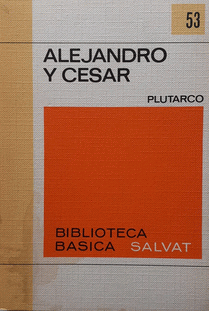 53
ALEJANDRO
Y CESAR
PLUTARCO
BIBLIOTECA
BASICA SALVAT